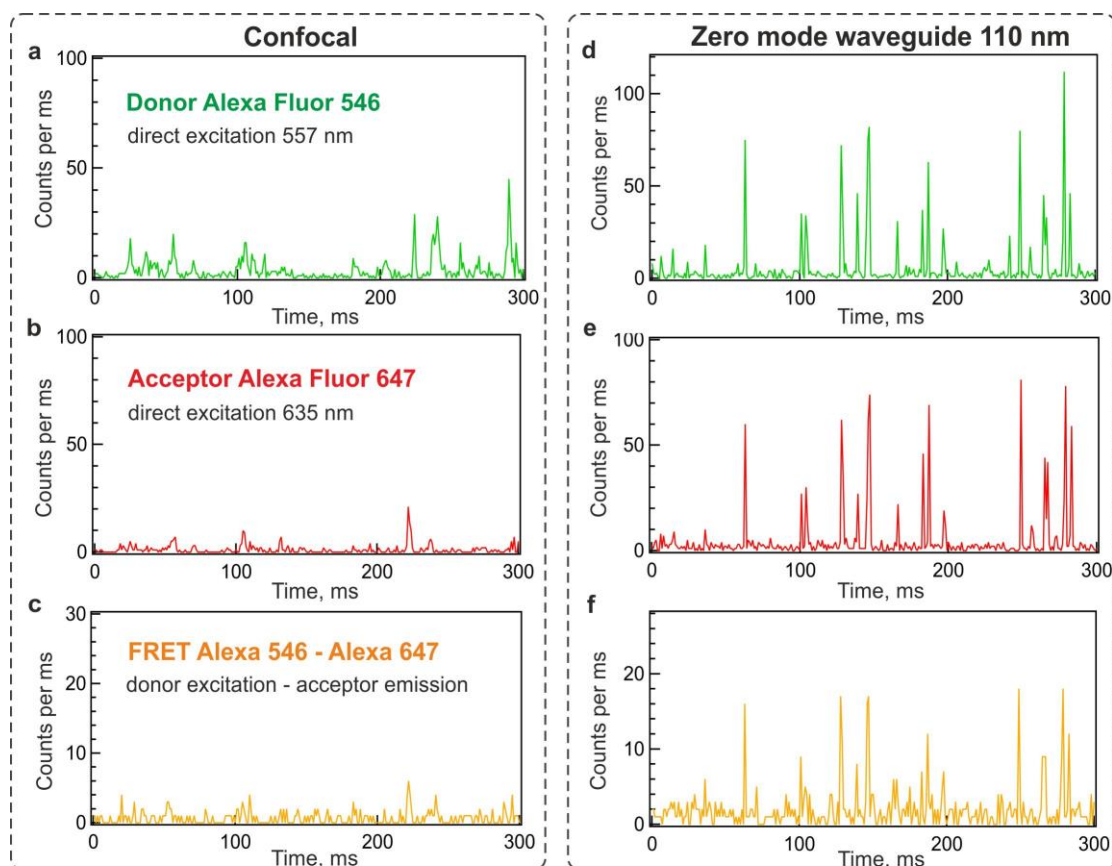 Confocal
a
100
50
0
Counts per ms
Donor Alexa Fluor 546
direct excitation 557 nm
0 100 200 300
Time, ms
b
100
50
0
Counts per ms
Acceptor Alexa Fluor 647
direct excitation 635 nm
0 100 200 300
Time, ms
c
30
20
10
0
Counts per ms
FRET Alexa 546 - Alexa 647
donor excitation - acceptor emission
0 100 200 300
Time, ms
Zero mode waveguide 110 nm
d
100
50
0
Counts per ms
0 100 200 300
Time, ms
e
100
50
0
Counts per ms
0 100 200 300
Time, ms
f
20
10
0
Counts per ms
0 100 200 300
Time, ms